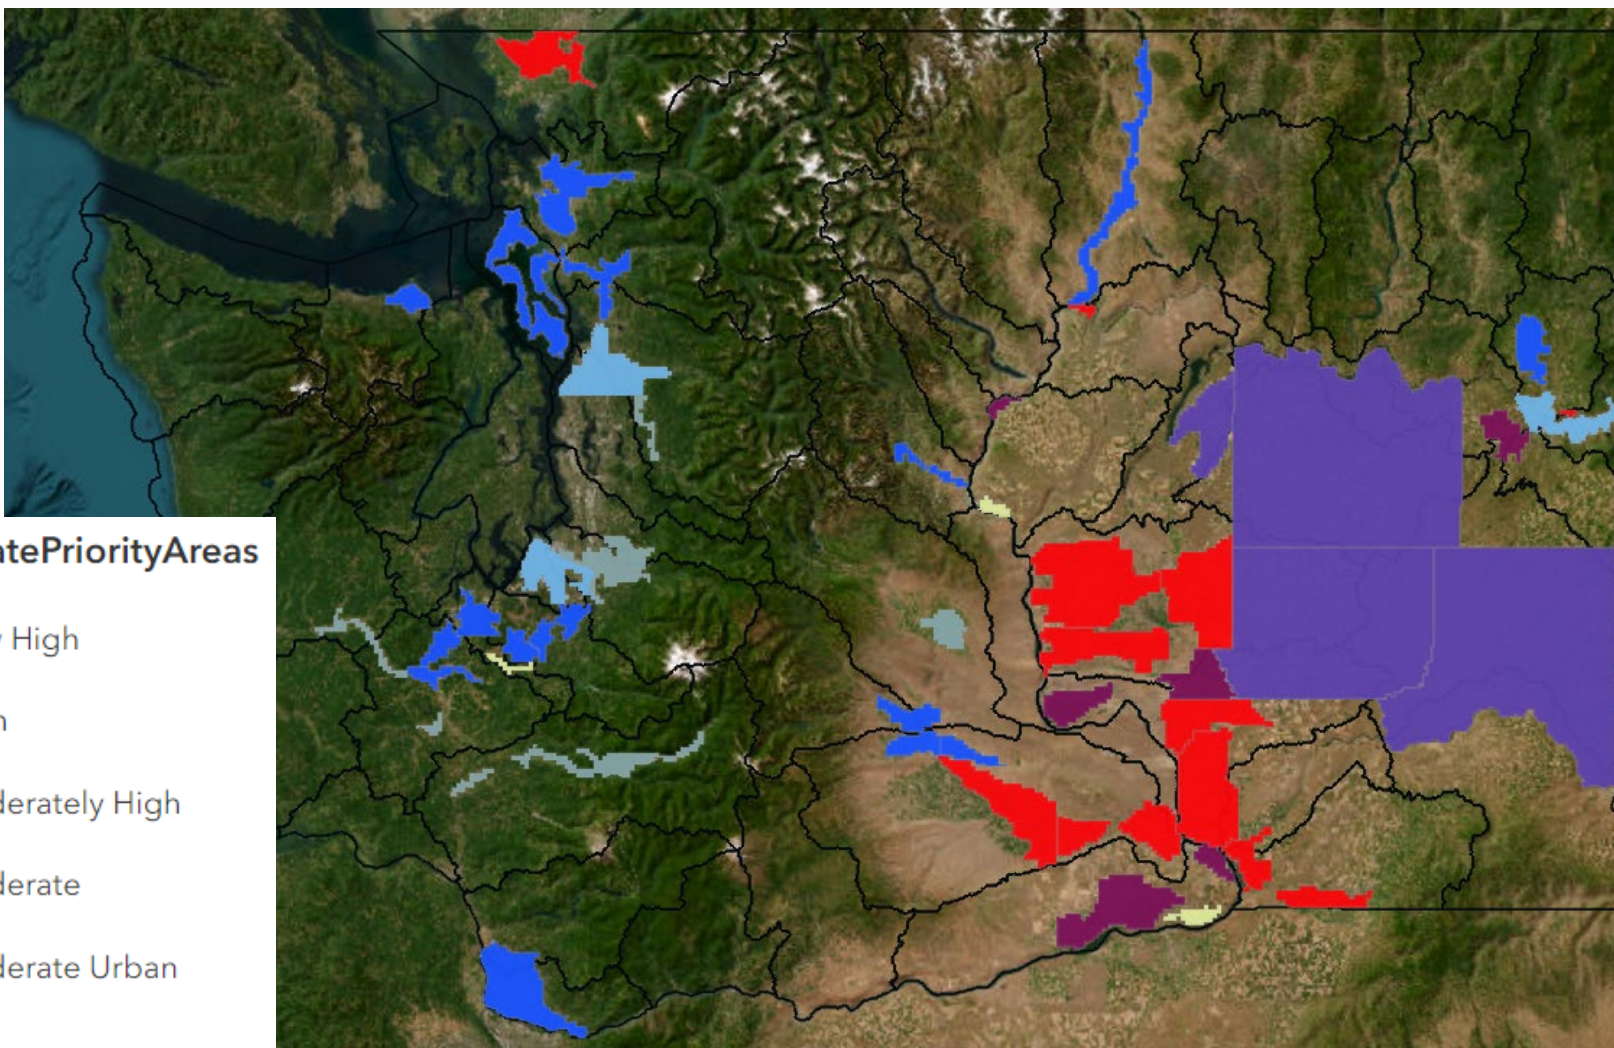 atePriorityAreas
High
derately High
derate
derate Urban